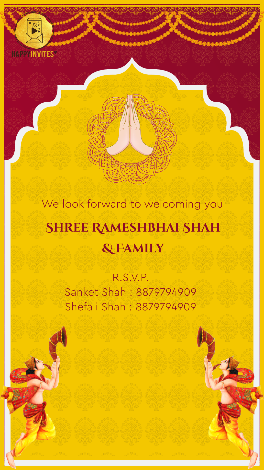 HAPPY INVITES
We look forward to we coming you
Shree Rameshbhai Shah
& Family
R.S.V.P.
Sanket Shah : 8879794909
Shefali Shah : 8879794909